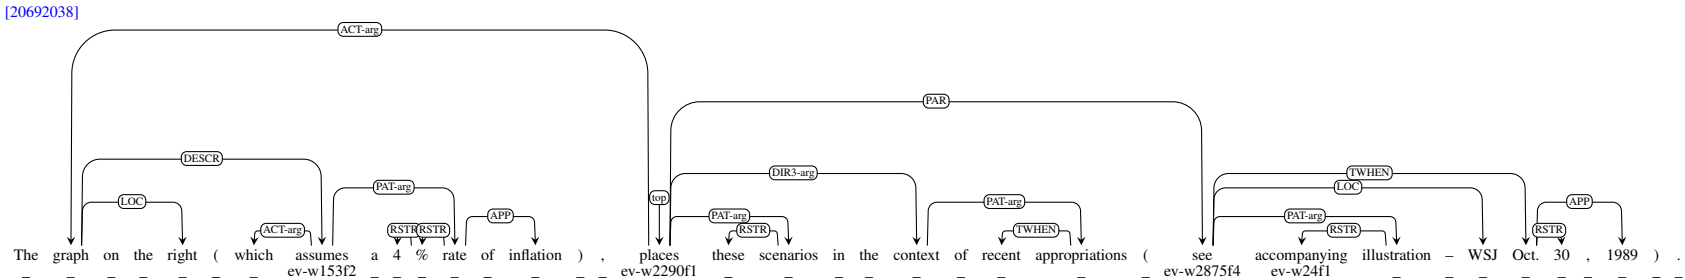 [20692038]
ACT-arg
PAR
DESCR
DIR3-arg TWHEN
PAT-arg LOC
LOC top PAT-arg APP
APP PAT-arg PAT-arg
ACT-arg RSTR RSTR RSTR TWHEN RSTR RSTR
The graph on the right ( which assumes a 4 % rate of inflation ) , places these scenarios in the context of recent appropriations ( see accompanying illustration – WSJ Oct. 30 , 1989 ) .
_ _ _ _ _ _ _ ev-w153f2 _ _ _ _ _ _ _ _ ev-w2290f1 _ _ _ _ _ _ _ _ _ ev-w2875f4 ev-w24f1 _ _ _ _ _ _ _ _ _